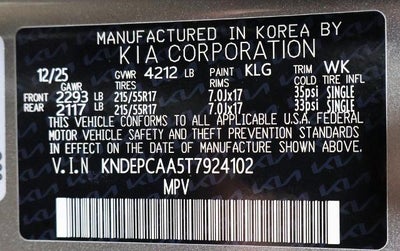 MANUFACTURED IN KOREA BY
KIA CORPORATION
12/25 GVWR 4212 LB PAINT KLG TRIM WK
GAWR TIRES RIMS COLD TIRE INFL
FRONT 2293 LB 215/55R17 7.0Jx17 35psi SINGLE
REAR 2117 LB 215/55R17 7.0Jx17 33psi SINGLE
THIS VEHICLE CONFORMS TO ALL APPLICABLE U.S.A. FEDERAL
MOTOR VEHICLE SAFETY AND THEFT PREVENTION STANDARDS
IN EFFECT ON THE DATE OF MANUFACTURE SHOWN ABOVE.
V.I.N KNDEPCAA5T7924102
MPV